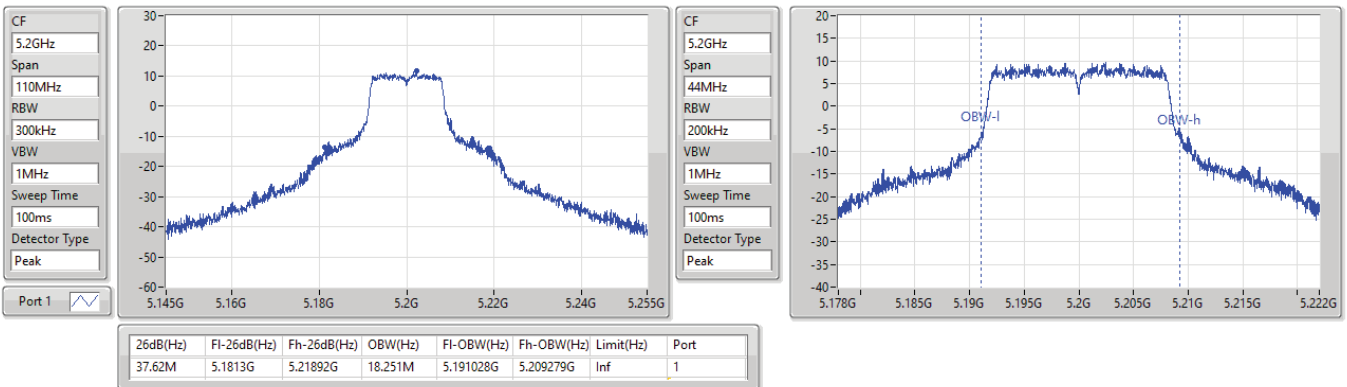 CF
5.2GHz
Span
110MHz
RBW
300kHz
VBW
1MHz
Sweep Time
100ms
Detector Type
Peak
Port 1
30-
20-
10-
0-
-10-
-20-
-30-
-40-
-50-
-60-
5.145G 5.16G 5.18G 5.2G 5.22G 5.24G 5.255G
CF
5.2GHz
Span
44MHz
RBW
200kHz
VBW
1MHz
Sweep Time
100ms
Detector Type
Peak
20-
15-
10-
5-
0-
-5-
-10-
-15-
-20-
-25-
-30-
-35-
-40-
OBW-l OBW-h
5.178G 5.185G 5.19G 5.195G 5.2G 5.205G 5.21G 5.215G 5.222G
26dB(Hz) Fl-26dB(Hz) Fh-26dB(Hz) OBW(Hz) Fl-OBW(Hz) Fh-OBW(Hz) Limit(Hz) Port
37.62M 5.1813G 5.21892G 18.251M 5.191028G 5.209279G Inf 1